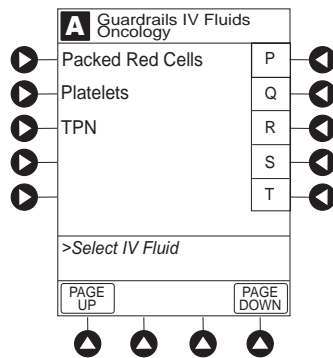 A Guardrails IV Fluids
Oncology
Packed Red Cells P
Platelets Q
TPN R
S
T
>Select IV Fluid
PAGE UP
PAGE DOWN